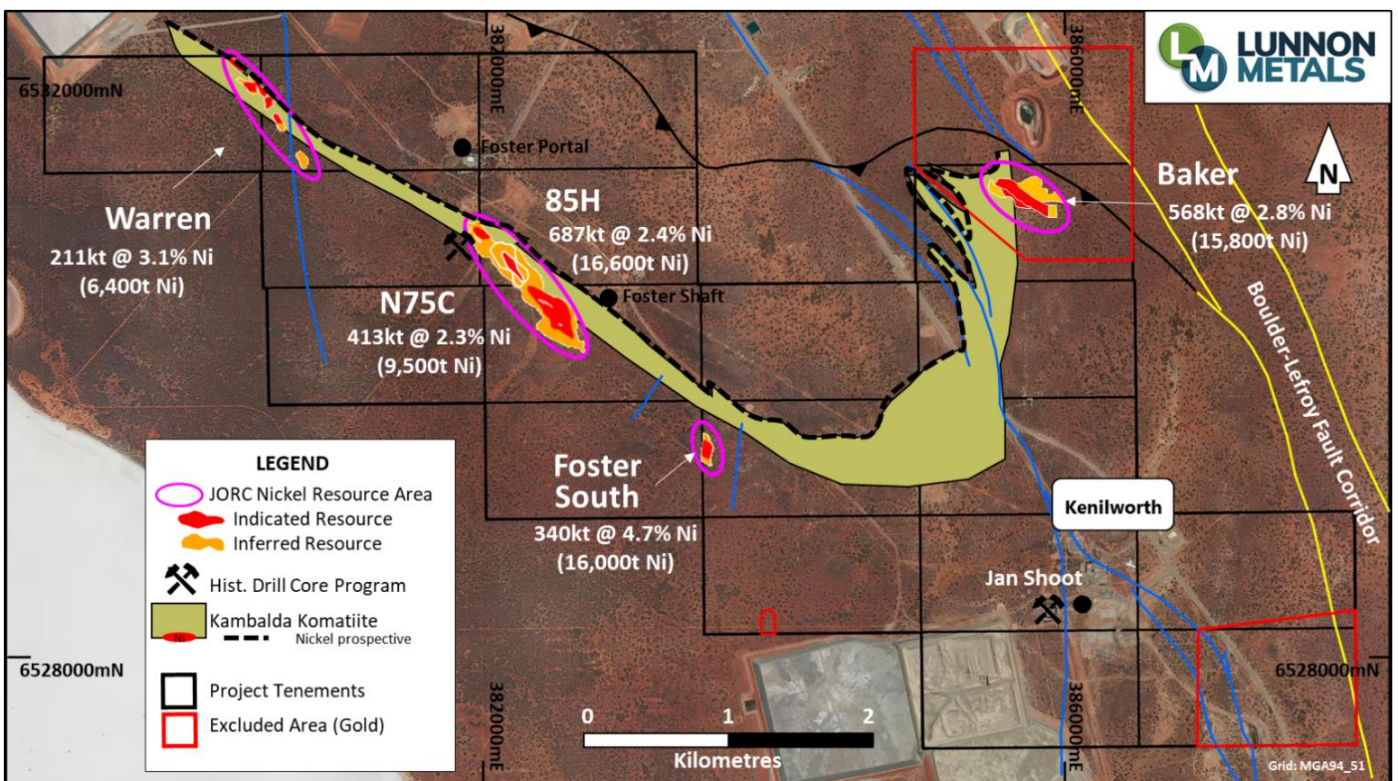 382000mE
386000mE
LUNNON
METALS
LM
6532000mN
Foster Portal
N
Warren
211kt @ 3.1% Ni
(6,400t Ni)
85H
687kt @ 2.4% Ni
(16,600t Ni)
Baker
568kt @ 2.8% Ni
(15,800t Ni)
Foster Shaft
N75C
413kt @ 2.3% Ni
(9,500t Ni)
Boulder-Lefroy Fault Corridor
Foster
South
340kt @ 4.7% Ni
(16,000t Ni)
Kenilworth
Jan Shoot
LEGEND
JORC Nickel Resource Area
Indicated Resource
Inferred Resource
Hist. Drill Core Program
Kambalda Komatiite
Ni
Nickel prospective
Project Tenements
Excluded Area (Gold)
6528000mN
6528000mN
382000mE
386000mE
0 1 2
Kilometres
Grid: MGA94_51